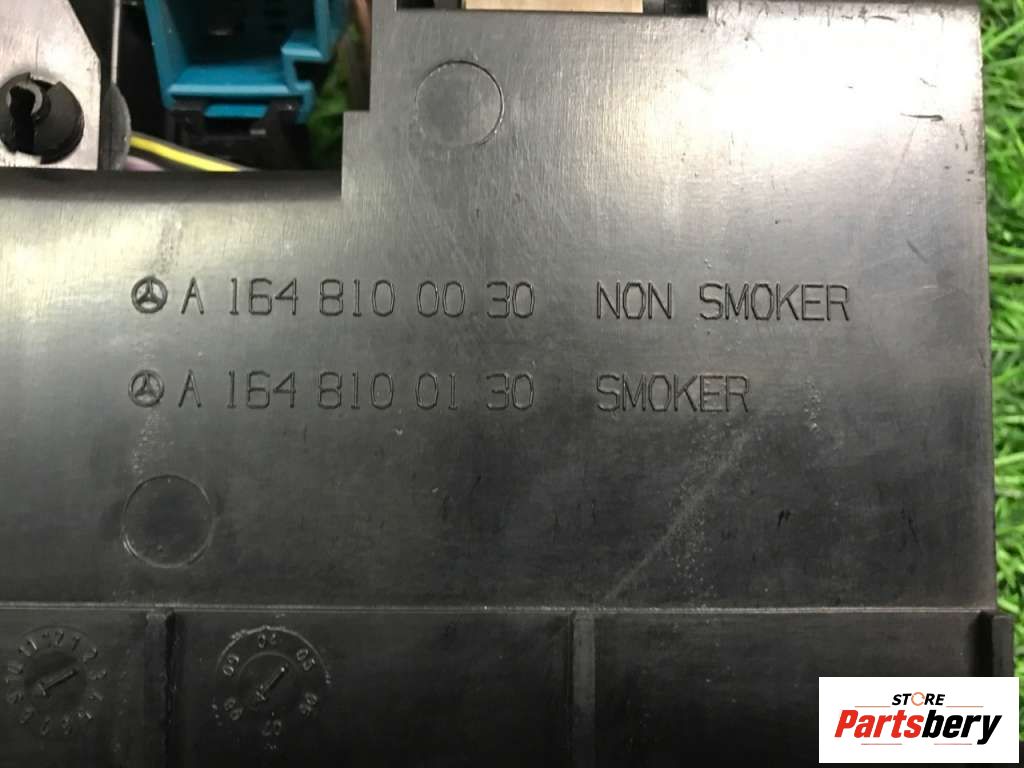 A 164 810 00 30 NON SMOKER
A 164 810 01 30 SMOKER
STORE
Partsbery